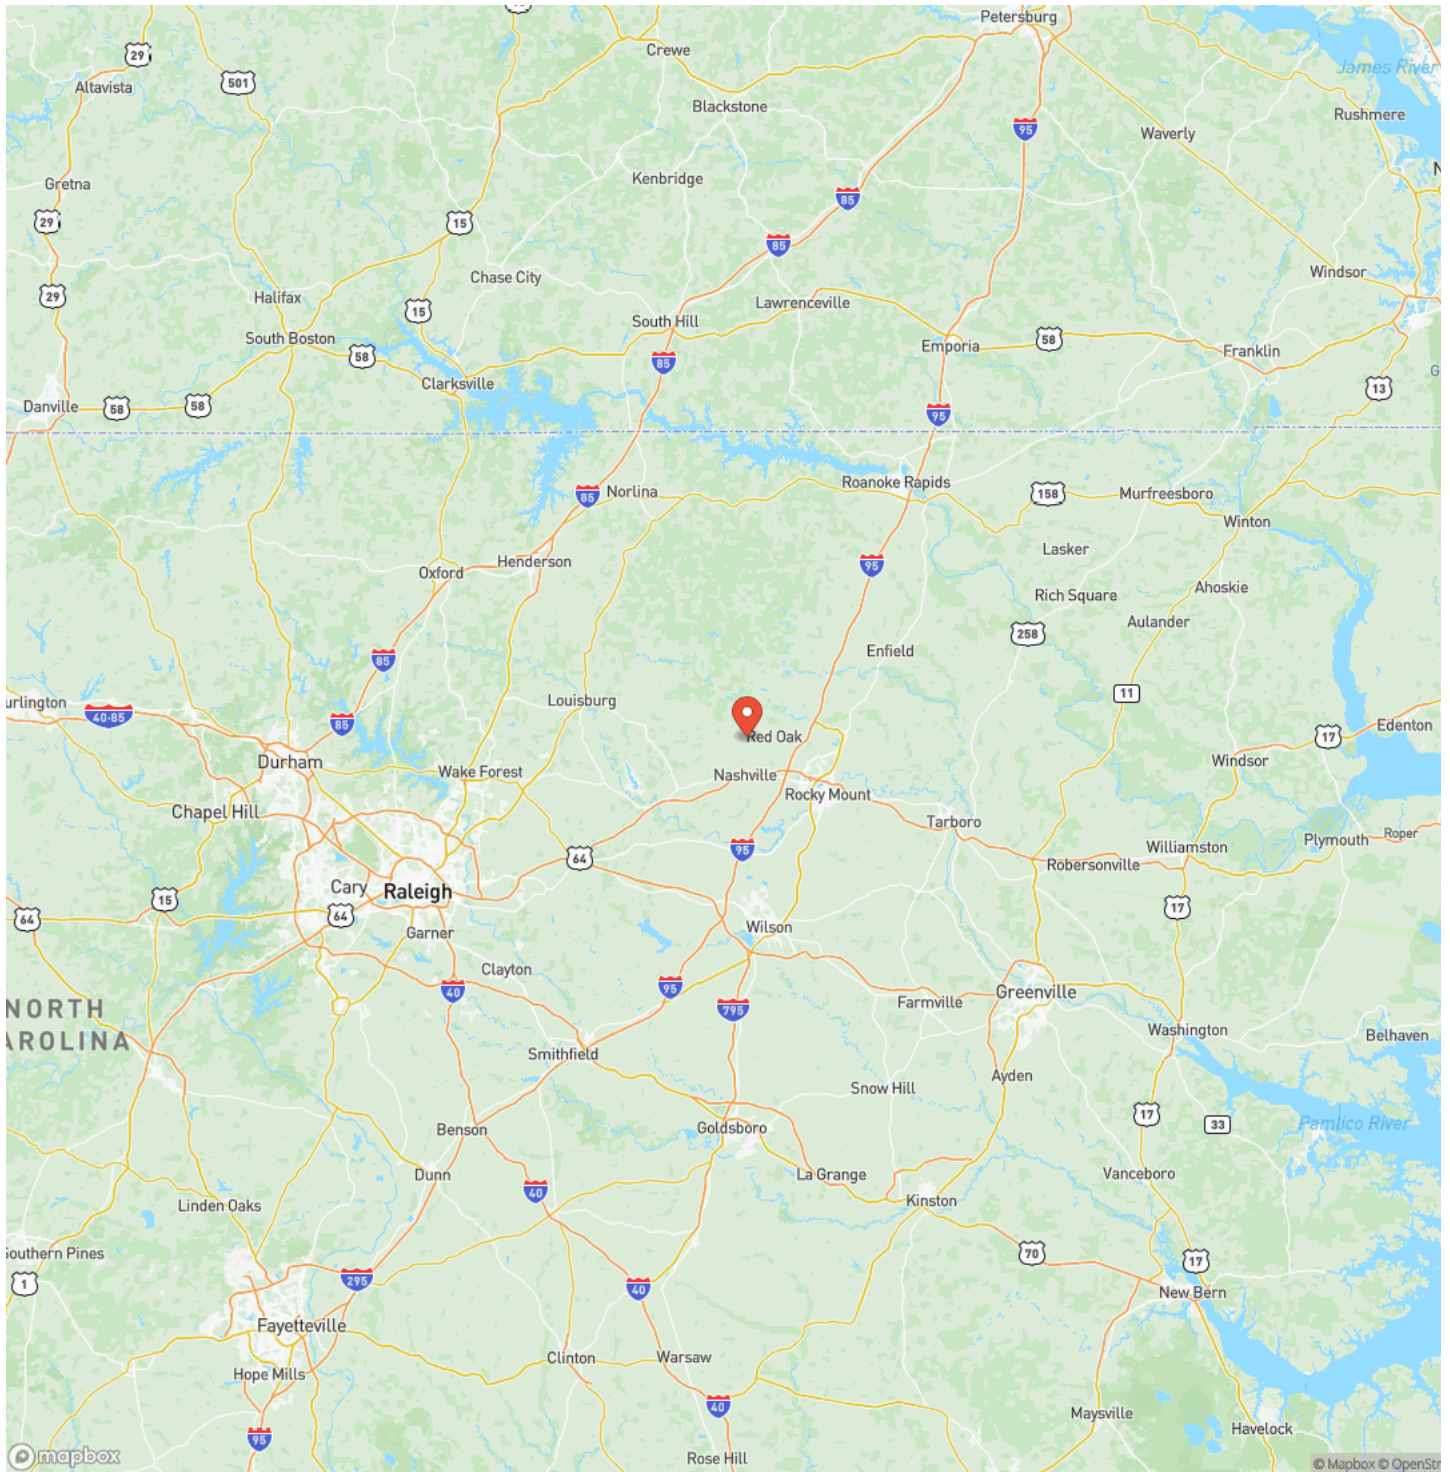 Petersburg
Crewe
29
James River
501
Altavista
Blackstone
Rushmere
95
Waverly
Kenbridge
Gretna
85
29
15
85
Windsor
Chase City
29
Halifax
Lawrenceville
15
South Hill
South Boston
58
Emporia
58
Franklin
85
Clarksville
13
Danville
58
58
95
Roanoke Rapids
Norlina
85
158
Murfreesboro
Winton
Lasker
Henderson
95
Oxford
Ahoskie
Rich Square
Aulander
258
Enfield
85
11
Louisburg
urlington
40-85
85
Edenton
17
Red Oak
Durham
Windsor
Wake Forest
Nashville
Rocky Mount
Chapel Hill
Tarboro
Roper
Plymouth
95
Williamston
64
Robersonville
Cary
Raleigh
15
64
64
17
Garner
Wilson
Clayton
95
40
Greenville
Farmville
NORTH
AROLINA
795
Washington
Belhaven
Smithfield
Ayden
Snow Hill
17
33
Pamlico River
Goldsboro
Benson
Dunn
La Grange
Vanceboro
40
Kinston
Linden Oaks
Southern Pines
70
17
1
295
40
New Bern
Fayetteville
Clinton
Warsaw
Hope Mills
40
Maysville
Havelock
95
Rose Hill
mapbox
© Mapbox © OpenStr